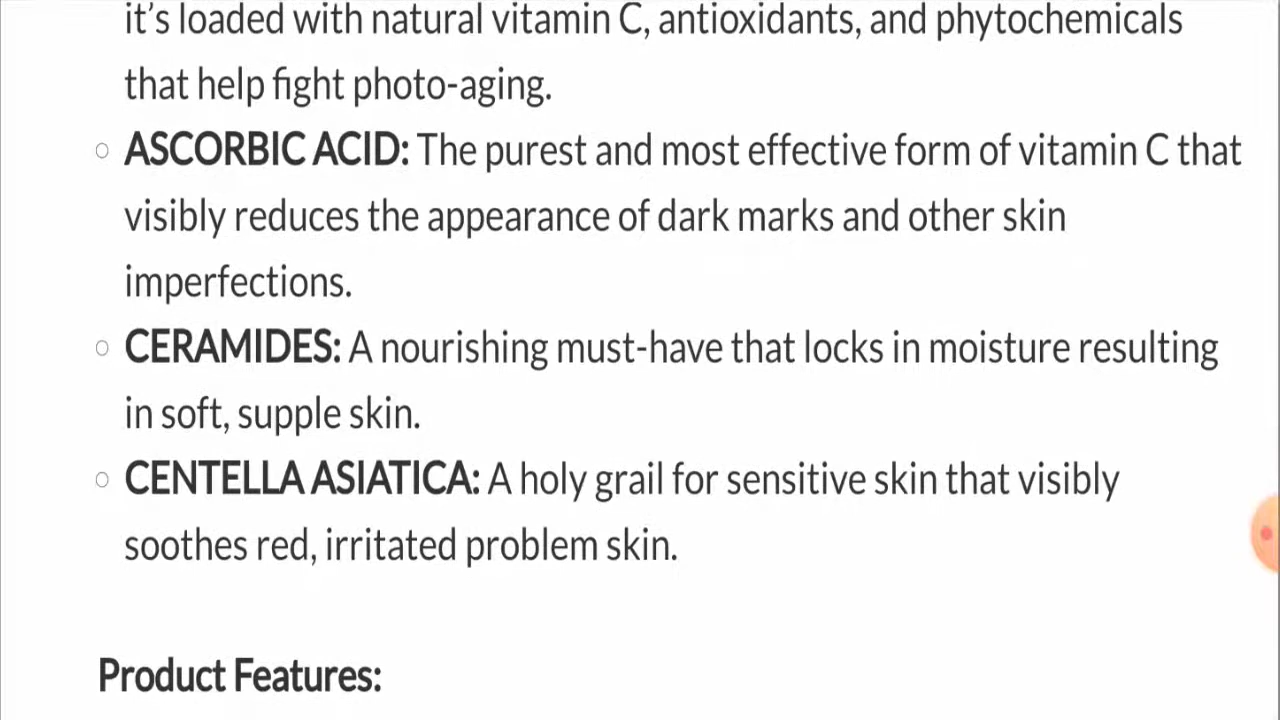 it’s loaded with natural vitamin C, antioxidants, and phytochemicals
that help fight photo-aging.
○ ASCORBIC ACID: The purest and most effective form of vitamin C that
visibly reduces the appearance of dark marks and other skin
imperfections.
○ CERAMIDES: A nourishing must-have that locks in moisture resulting
in soft, supple skin.
○ CENTELLA ASIATICA: A holy grail for sensitive skin that visibly
soothes red, irritated problem skin.
Product Features: